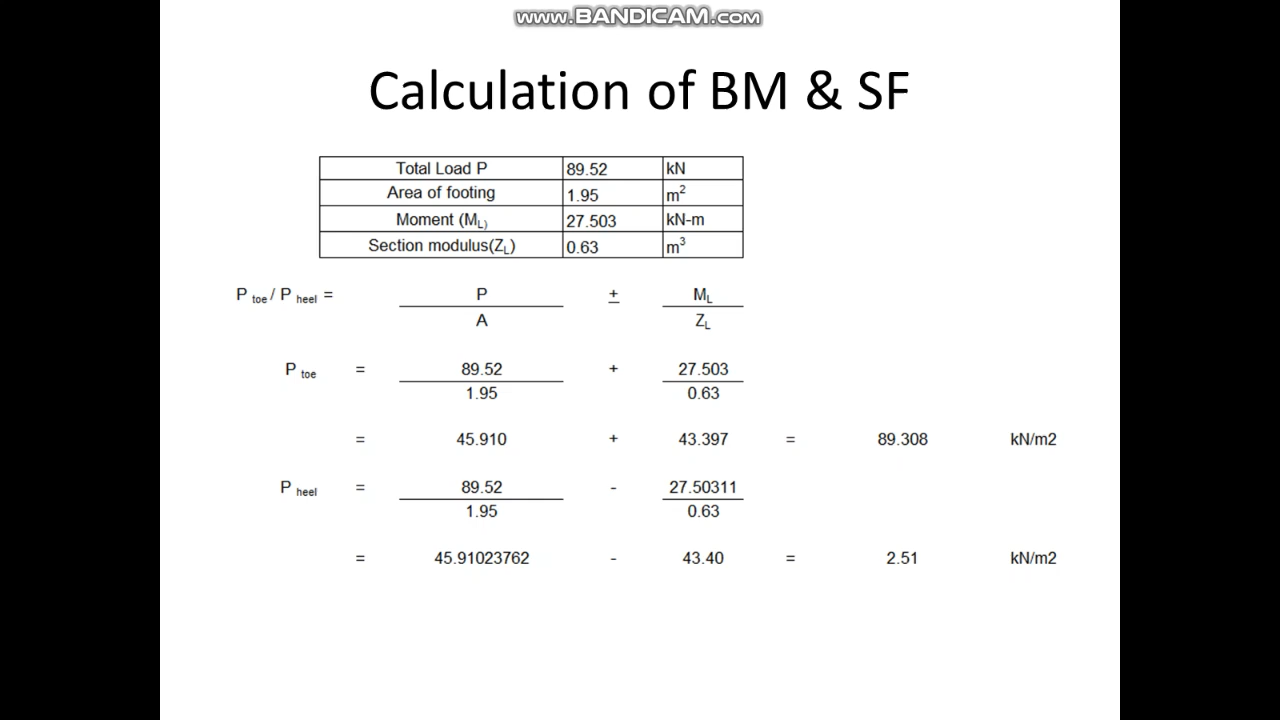 www.BANDICAM.com
Calculation of BM & SF
Total Load P 89.52 kN
Area of footing 1.95 m2
Moment (ML) 27.503 kN-m
Section modulus(ZL) 0.63 m3
P toe / P heel = P + ML
A ZL
P toe = 89.52 + 27.503
1.95 0.63
= 45.910 + 43.397 = 89.308 kN/m2
P heel = 89.52 - 27.50311
1.95 0.63
= 45.91023762 - 43.40 = 2.51 kN/m2